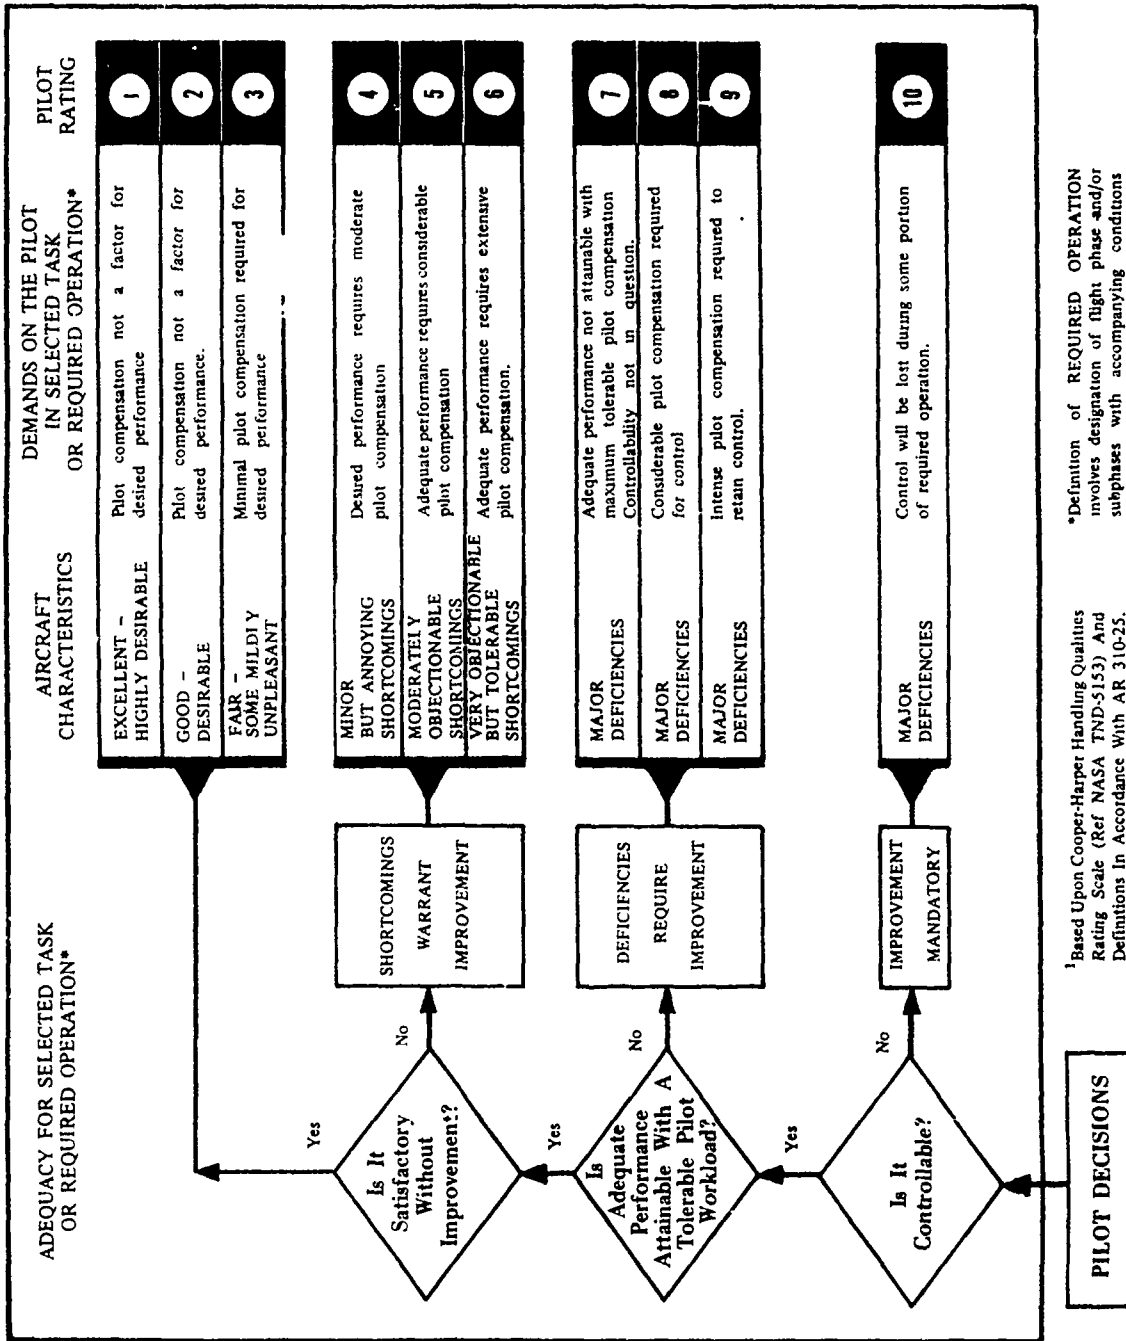 ADEQUACY FOR SELECTED TASK
OR REQUIRED OPERATION*
AIRCRAFT
CHARACTERISTICS
DEMANDS ON THE PILOT
IN SELECTED TASK
OR REQUIRED OPERATION*
PILOT
RATING
EXCELLENT –
HIGHLY DESIRABLE
Pilot compensation not a factor for
desired performance
1
GOOD –
DESIRABLE
Pilot compensation not a factor for
desired performance.
2
FAIR –
SOME MILDLY
UNPLEASANT
Minimal pilot compensation required for
desired performance
3
Yes
Is It
Satisfactory
Without
Improvement?
No
SHORTCOMINGS
WARRANT
IMPROVEMENT
MINOR
BUT ANNOYING
SHORTCOMINGS
Desired performance requires moderate
pilot compensation
4
MODERATELY
OBJECTIONABLE
SHORTCOMINGS
Adequate performance requires considerable
pilot compensation
5
VERY OBJECTIONABLE
BUT TOLERABLE
SHORTCOMINGS
Adequate performance requires extensive
pilot compensation.
6
Yes
Is
Adequate
Performance
Attainable With A
Tolerable Pilot
Workload?
No
DEFICIENCIES
REQUIRE
IMPROVEMENT
MAJOR
DEFICIENCIES
Adequate performance not attainable with
maximum tolerable pilot compensation
Controllability not in question.
7
MAJOR
DEFICIENCIES
Considerable pilot compensation required
for control
8
MAJOR
DEFICIENCIES
Intense pilot compensation required to
retain control.
9
Yes
Is It
Controllable?
No
IMPROVEMENT
MANDATORY
MAJOR
DEFICIENCIES
Control will be lost during some portion
of required operation.
10
PILOT DECISIONS
1Based Upon Cooper-Harper Handling Qualities
Rating Scale (Ref NASA TND-5153) And
Definitions In Accordance With AR 310-25.
*Definition of REQUIRED OPERATION
involves designation of flight phase and/or
subphases with accompanying conditions